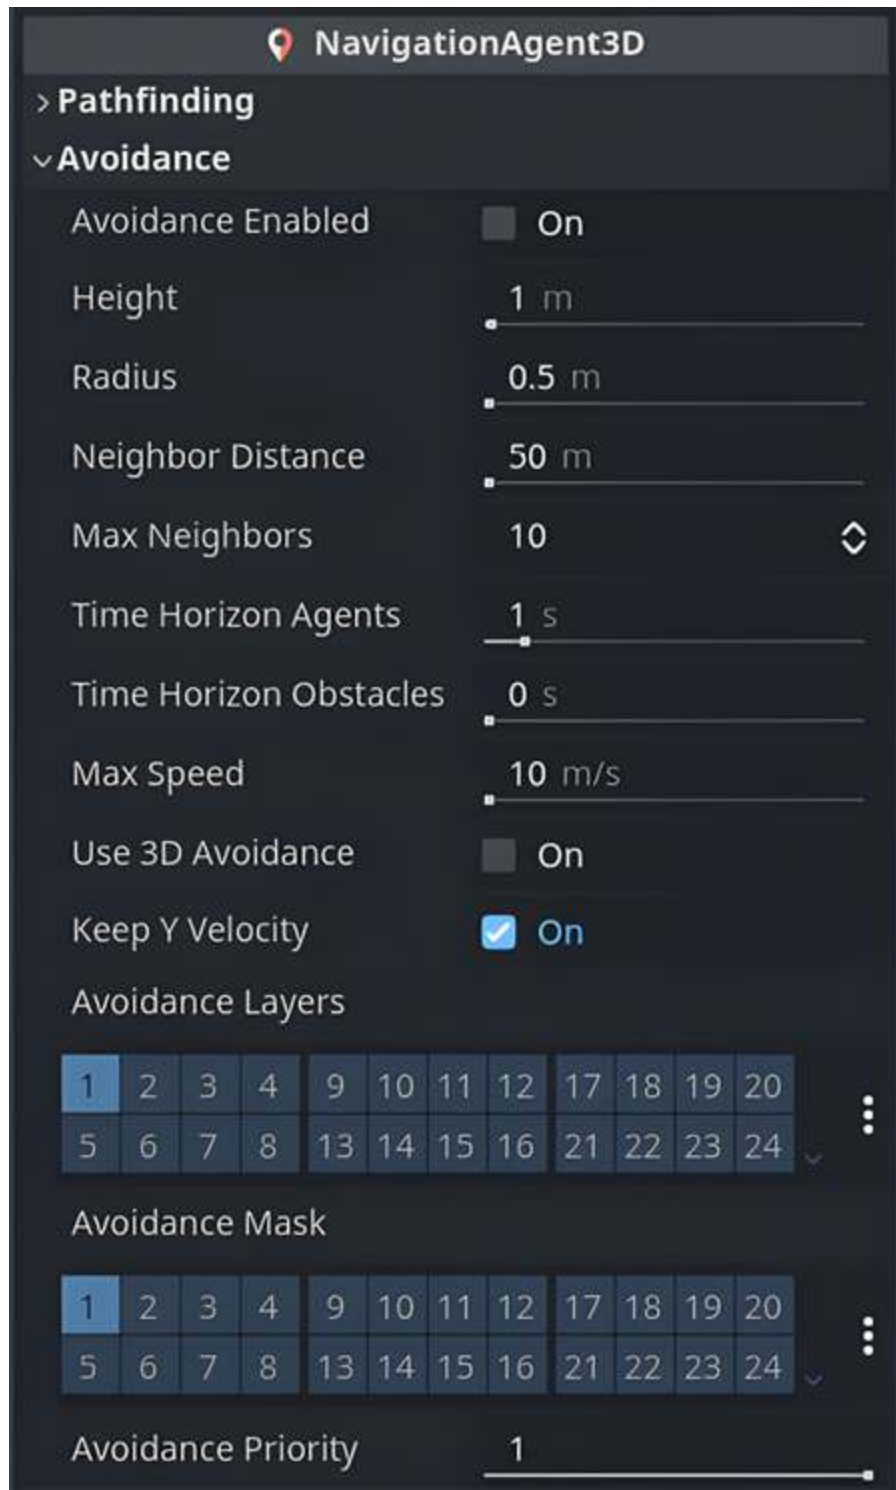 NavigationAgent3D
Pathfinding
Avoidance
Avoidance Enabled On
Height 1 m
Radius 0.5 m
Neighbor Distance 50 m
Max Neighbors 10
Time Horizon Agents 1 s
Time Horizon Obstacles 0 s
Max Speed 10 m/s
Use 3D Avoidance On
Keep Y Velocity On
Avoidance Layers
1 2 3 4 9 10 11 12 17 18 19 20
5 6 7 8 13 14 15 16 21 22 23 24
Avoidance Mask
1 2 3 4 9 10 11 12 17 18 19 20
5 6 7 8 13 14 15 16 21 22 23 24
Avoidance Priority 1